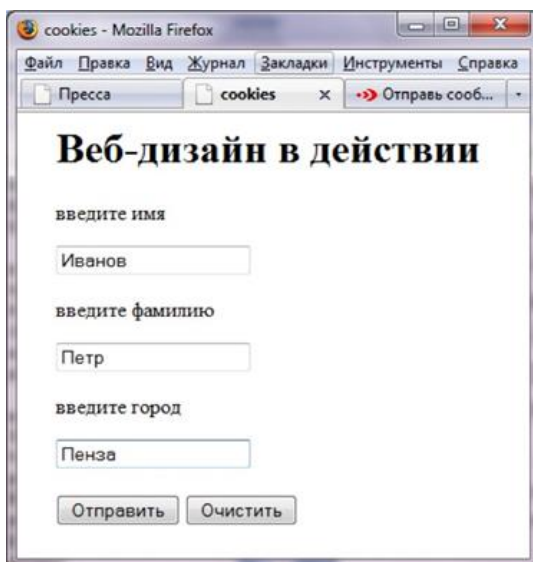 cookies - Mozilla Firefox
Файл Правка Вид Журнал Закладки Инструменты Справка
Пресса cookies × Отправь сооб...
Веб-дизайн в действии
введите имя
Иванов
введите фамилию
Петр
введите город
Пенза
Отправить Очистить